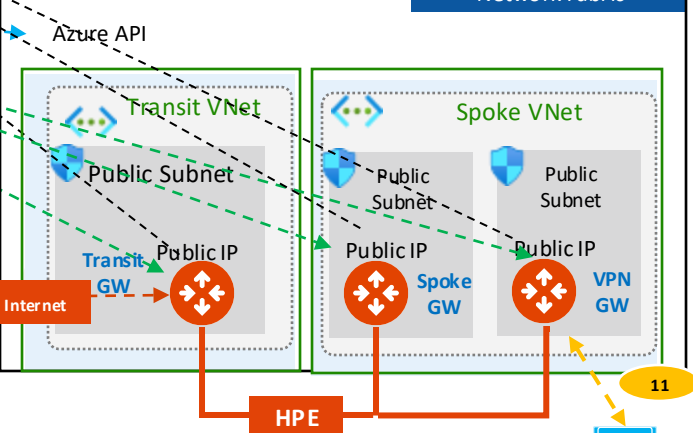 Azure API
Transit VNet
Spoke VNet
Public Subnet
Public
Subnet
Public
Subnet
Public IP
Public IP
Public IP
Transit
GW
Spoke
GW
VPN
GW
Internet
11
HPE